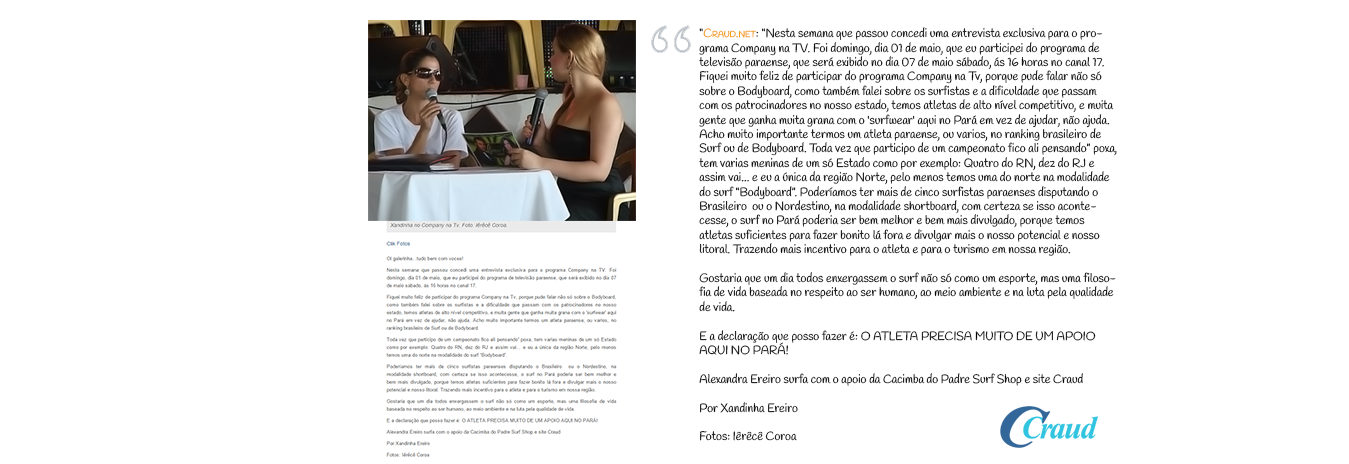 Xandinha no Company na Tv. Foto: Iêrêcê Coroa.
Clik Fotos
Oi galerinha...tudo bem com voces!
Nesta semana que passou concedi uma entrevista exclusiva para o programa Company na TV. Foi
domingo, dia 01 de maio, que eu participei do programa de televisão paraense, que será exibido no dia 07
de maio sábado, ás 16 horas no canal 17.
Fiquei muito feliz de participar do programa Company na Tv, porque pude falar não só sobre o Bodyboard,
como também falei sobre os surfistas e a dificuldade que passam com os patrocinadores no nosso
estado, temos atletas de alto nível competitivo, e muita gente que ganha muita grana com o 'surfwear' aqui
no Pará em vez de ajudar, não ajuda. Acho muito importante termos um atleta paraense, ou varios, no
ranking brasileiro de Surf ou de Bodyboard.
Toda vez que participo de um campeonato fico ali pensando" poxa, tem varias meninas de um só Estado
como por exemplo: Quatro do RN, dez do RJ e assim vai... e eu a única da região Norte, pelo menos
temos uma do norte na modalidade do surf "Bodyboard".
Poderíamos ter mais de cinco surfistas paraenses disputando o Brasileiro ou o Nordestino, na
modalidade shortboard, com certeza se isso acontecesse, o surf no Pará poderia ser bem melhor e
bem mais divulgado, porque temos atletas suficientes para fazer bonito lá fora e divulgar mais o nosso
potencial e nosso litoral. Trazendo mais incentivo para o atleta e para o turismo em nossa região.
Gostaria que um dia todos enxergassem o surf não só como um esporte, mas uma filosofia de vida
baseada no respeito ao ser humano, ao meio ambiente e na luta pela qualidade de vida.
E a declaração que posso fazer é: O ATLETA PRECISA MUITO DE UM APOIO AQUI NO PARÁ!
Alexandra Ereiro surfa com o apoio da Cacimba do Padre Surf Shop e site Craud
Por Xandinha Ereiro
Fotos: Iêrêcê Coroa
"Craud.net: "Nesta semana que passou concedi uma entrevista exclusiva para o pro-
grama Company na TV. Foi domingo, dia 01 de maio, que eu participei do programa de
televisão paraense, que será exibido no dia 07 de maio sábado, ás 16 horas no canal 17.
Fiquei muito feliz de participar do programa Company na Tv, porque pude falar não só
sobre o Bodyboard, como também falei sobre os surfistas e a dificuldade que passam
com os patrocinadores no nosso estado, temos atletas de alto nível competitivo, e muita
gente que ganha muita grana com o 'surfwear' aqui no Pará em vez de ajudar, não ajuda.
Acho muito importante termos um atleta paraense, ou varios, no ranking brasileiro de
Surf ou de Bodyboard. Toda vez que participo de um campeonato fico ali pensando" poxa,
tem varias meninas de um só Estado como por exemplo: Quatro do RN, dez do RJ e
assim vai... e eu a única da região Norte, pelo menos temos uma do norte na modalidade
do surf "Bodyboard". Poderíamos ter mais de cinco surfistas paraenses disputando o
Brasileiro ou o Nordestino, na modalidade shortboard, com certeza se isso aconte-
cesse, o surf no Pará poderia ser bem melhor e bem mais divulgado, porque temos
atletas suficientes para fazer bonito lá fora e divulgar mais o nosso potencial e nosso
litoral. Trazendo mais incentivo para o atleta e para o turismo em nossa região.
Gostaria que um dia todos enxergassem o surf não só como um esporte, mas uma filoso-
fia de vida baseada no respeito ao ser humano, ao meio ambiente e na luta pela qualidade
de vida.
E a declaração que posso fazer é: O ATLETA PRECISA MUITO DE UM APOIO
AQUI NO PARÁ!
Alexandra Ereiro surfa com o apoio da Cacimba do Padre Surf Shop e site Craud
Por Xandinha Ereiro
Fotos: Iêrêcê Coroa
Craud